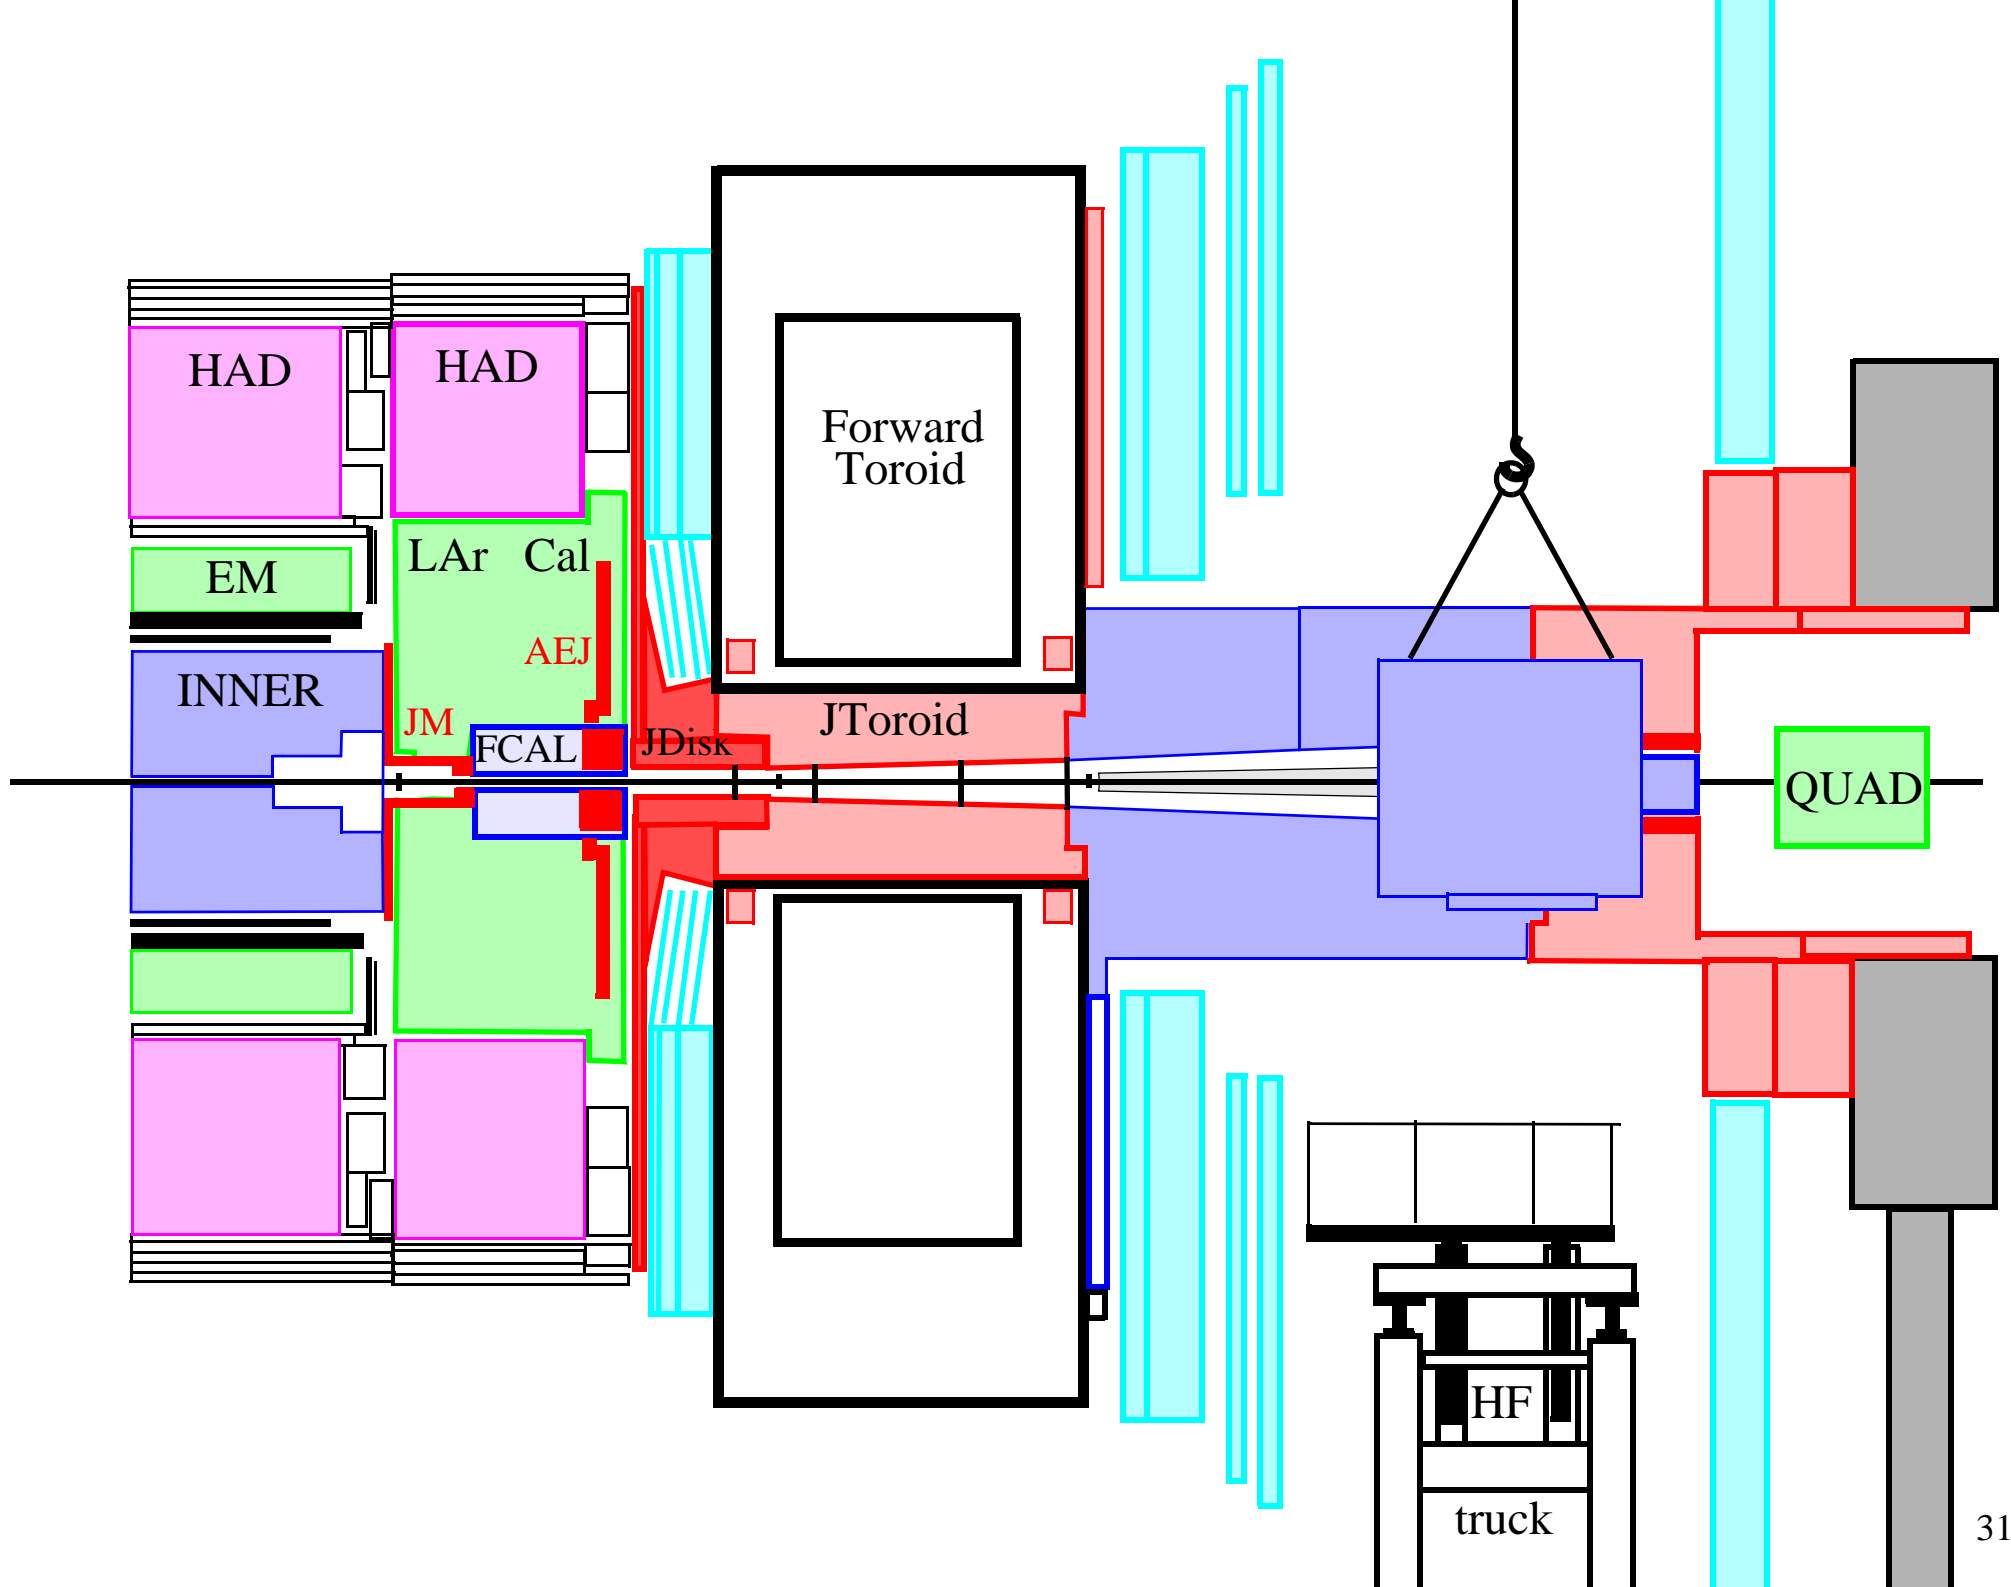 HAD
HAD
Forward
Toroid
LAr Cal
EM
AEJ
INNER
JM
JToroid
FCAL
JDisk
QUAD
HF
truck
31